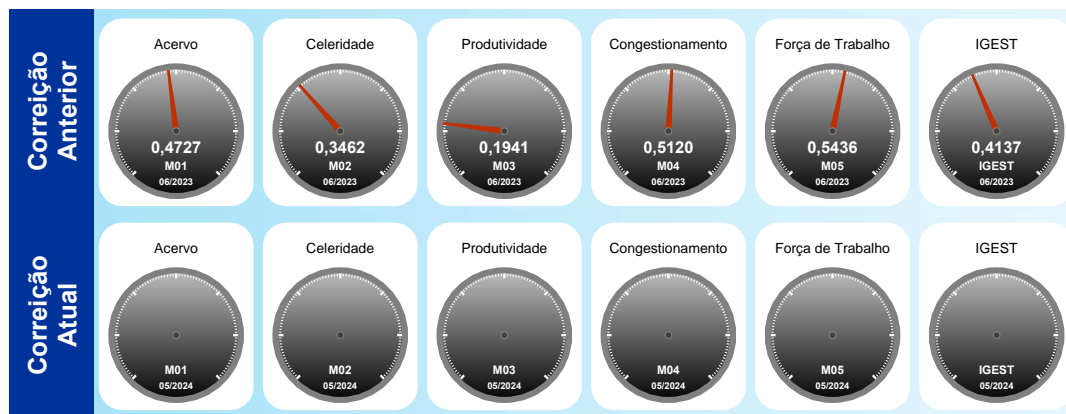 Correição
Anterior
Acervo
0,4727
M01
06/2023
Celeridade
0,3462
M02
06/2023
Produtividade
0,1941
M03
06/2023
Congestionamento
0,5120
M04
06/2023
Força de Trabalho
0,5436
M05
06/2023
IGEST
0,4137
IGEST
06/2023
Correição
Atual
Acervo
M01
05/2024
Celeridade
M02
05/2024
Produtividade
M03
05/2024
Congestionamento
M04
05/2024
Força de Trabalho
M05
05/2024
IGEST
IGEST
05/2024